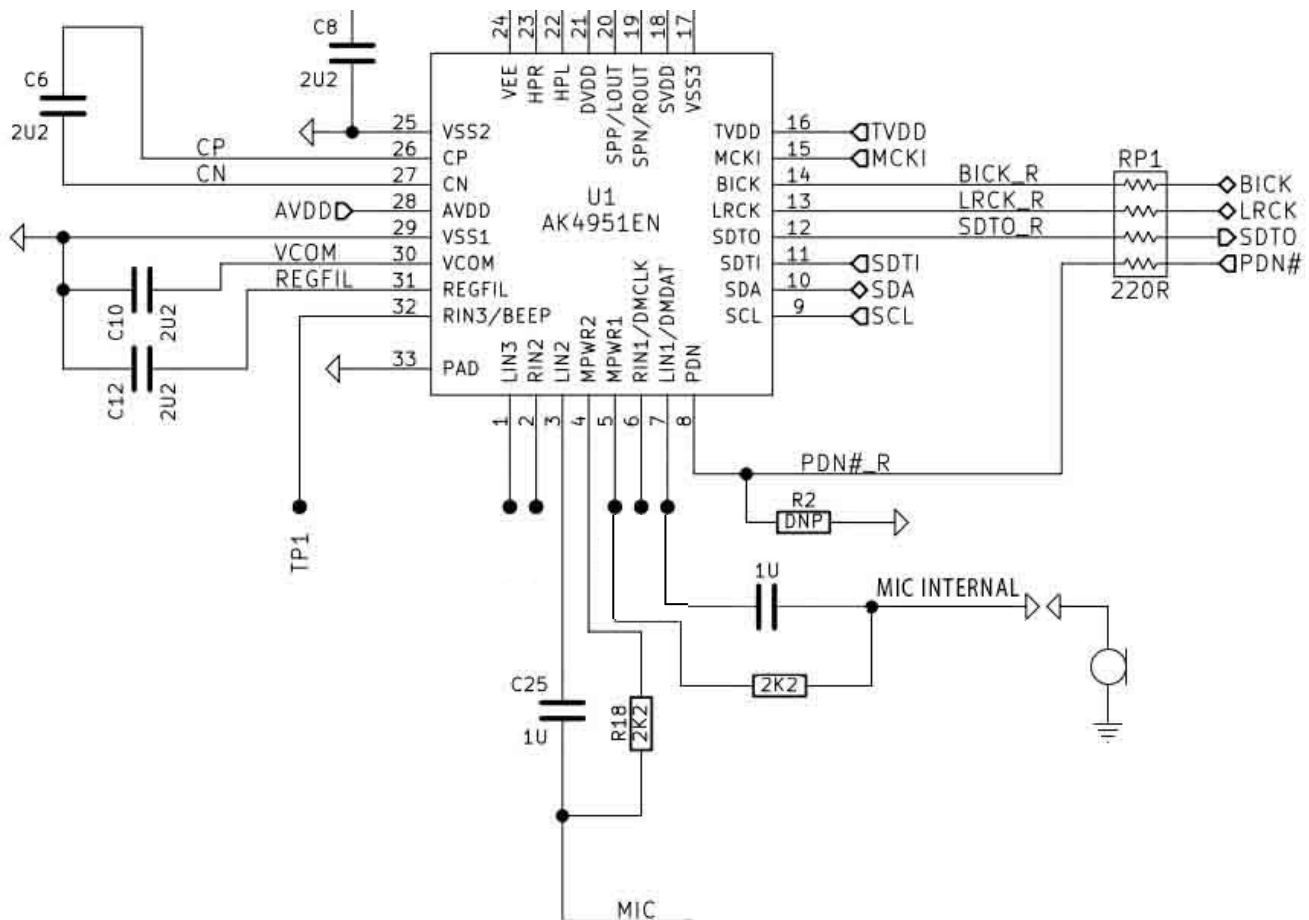 24
23
22
21
20
19
18
17
C8
2U2
C6
2U2
VEE
HPR
HPL
DVDD
SPP/LOUT
SPN/ROUT
SVDD
VSS3
25 VSS2
26 CP
CP
27 CN
CN
AVDD 28 AVDD
29 VSS1
VCOM 30 VCOM
REGFIL 31 REGFIL
32 RIN3/BEEP
33 PAD
U1
AK4951EN
TVDD 16 TVDD
MCKI 15 MCKI
BICK 14 BICK_R BICK
LRCK 13 LRCK_R LRCK
SDTO 12 SDTO_R SDTO
SDTI 11 SDTI
SDA 10 SDA
SCL 9 SCL
RP1
220R
PDN#
C10
2U2
C12
2U2
LIN3
RIN2
LIN2
MPWR2
MPWR1
RIN1/DMCLK
LIN1/DMDAT
PDN
1
2
3
4
5
6
7
8
PDN#_R
R2
DNP
TP1
1U
MIC INTERNAL
2K2
C25
1U
R18
2K2
MIC